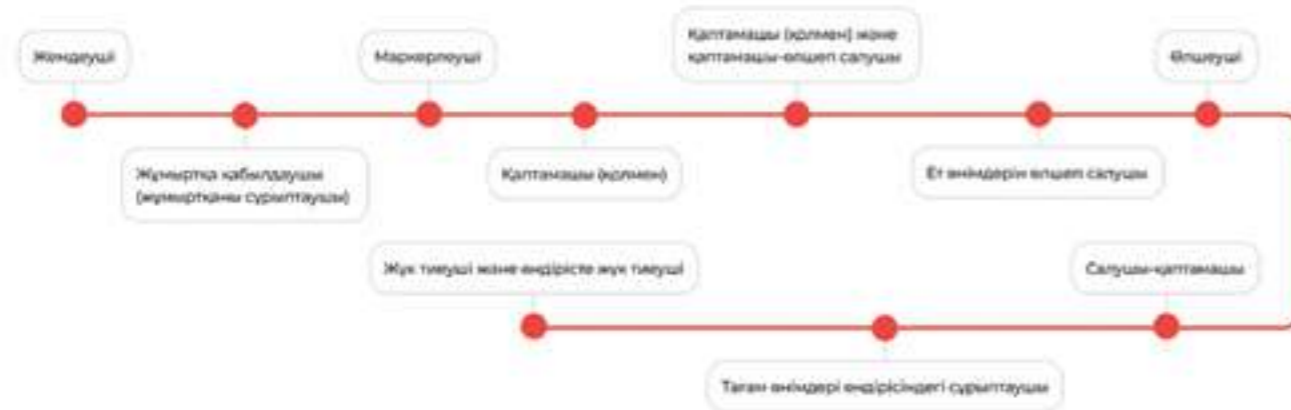 Жөндеуші
Жұмыртқа қабылдаушы
(жұмыртқаны сұрыптаушы)
Маркерлеуші
Қаптамашы (қолмен)
Қаптамашы (қолмен) және
қаптамашы-өлшеп салушы
Ет өнімдерін өлшеп салушы
Өлшеуші
Салушы-қаптамашы
Тағам өнімдері өндірісіндегі сұрыптаушы
Жүк тиеуші және өндірісте жүк тиеуші